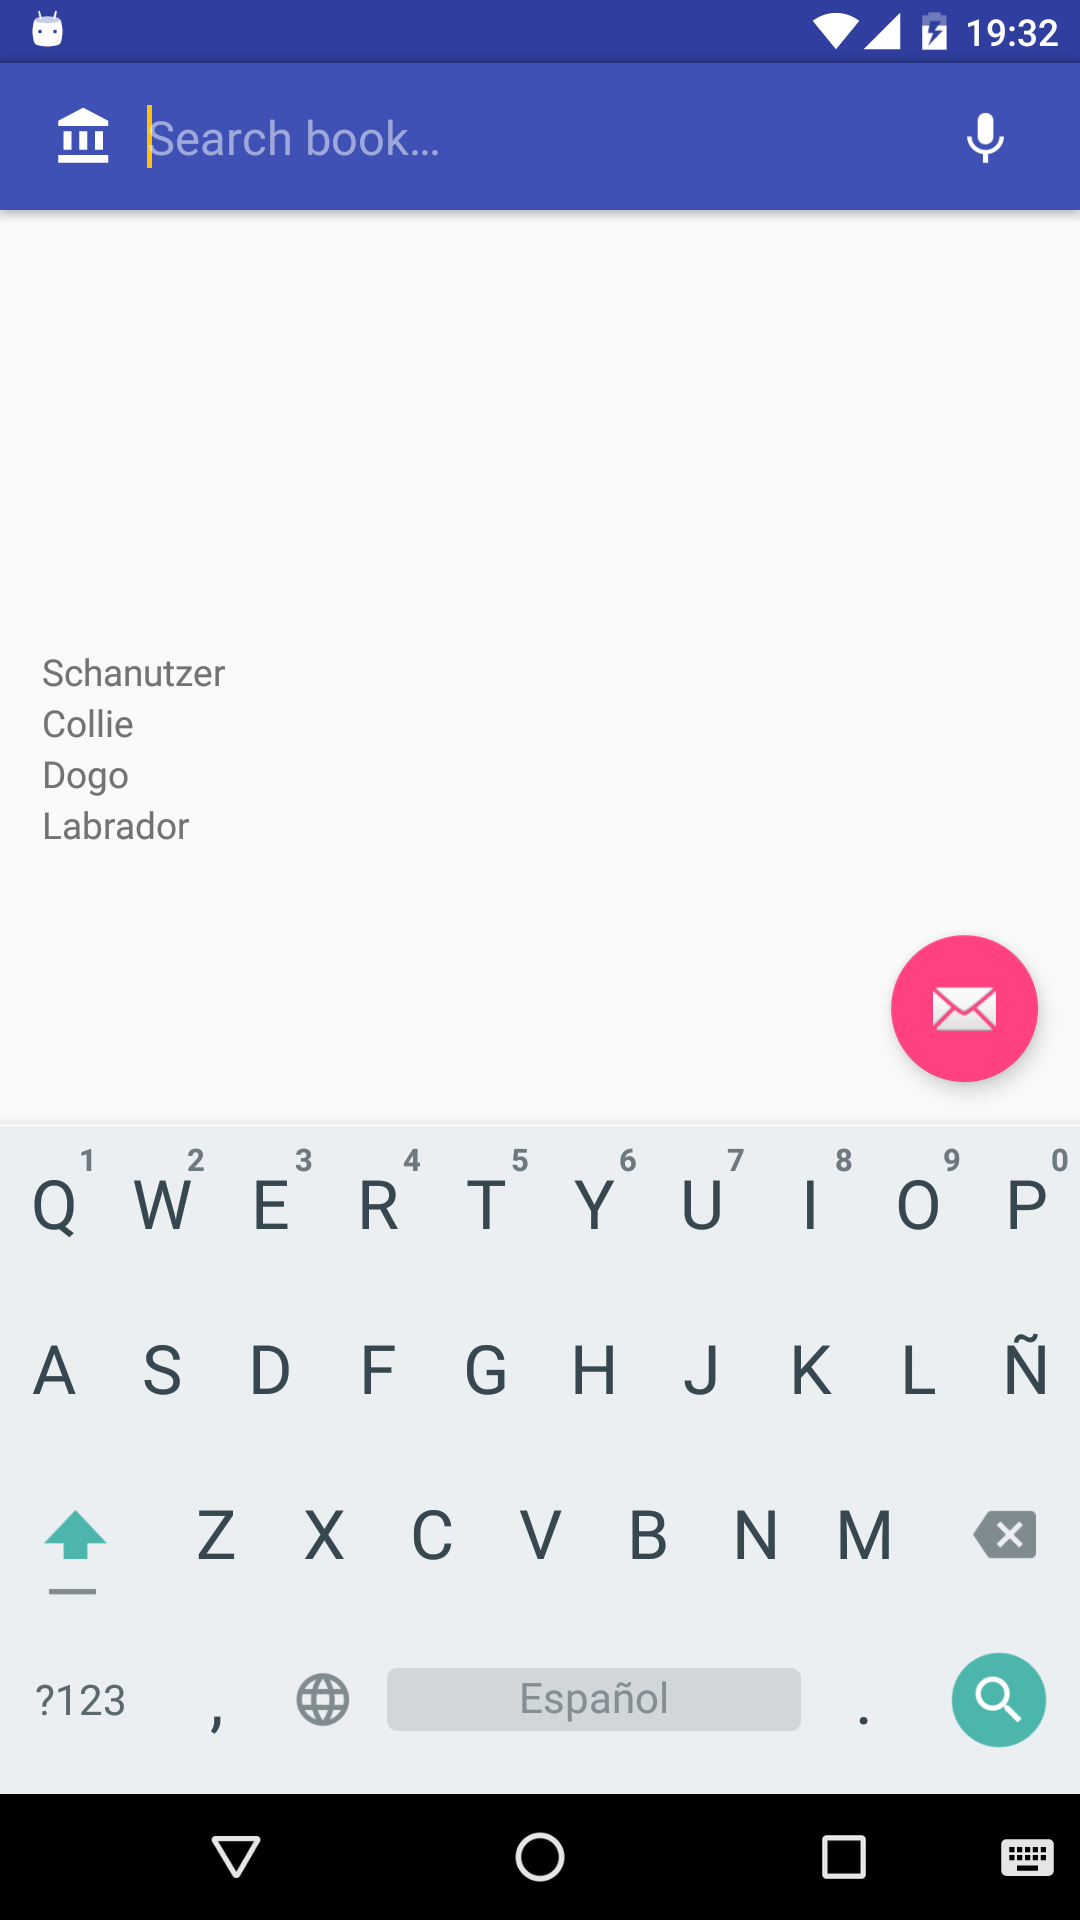 19:32
Search book...
Schanutzer
Collie
Dogo
Labrador
1 2 3 4 5 6 7 8 9 0
Q W E R T Y U I O P
A S D F G H J K L Ñ
Z X C V B N M
?123 , Español .